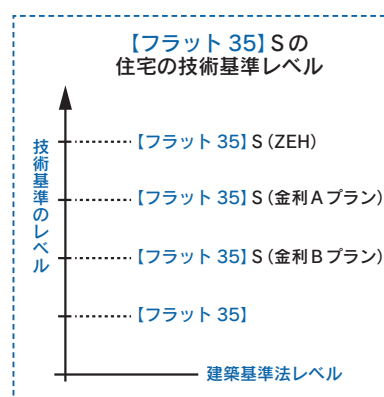 【フラット 35】Sの
住宅の技術基準レベル
技術基準のレベル
【フラット 35】S（ZEH）
【フラット 35】S（金利Aプラン）
【フラット 35】S（金利Bプラン）
【フラット 35】
建築基準法レベル